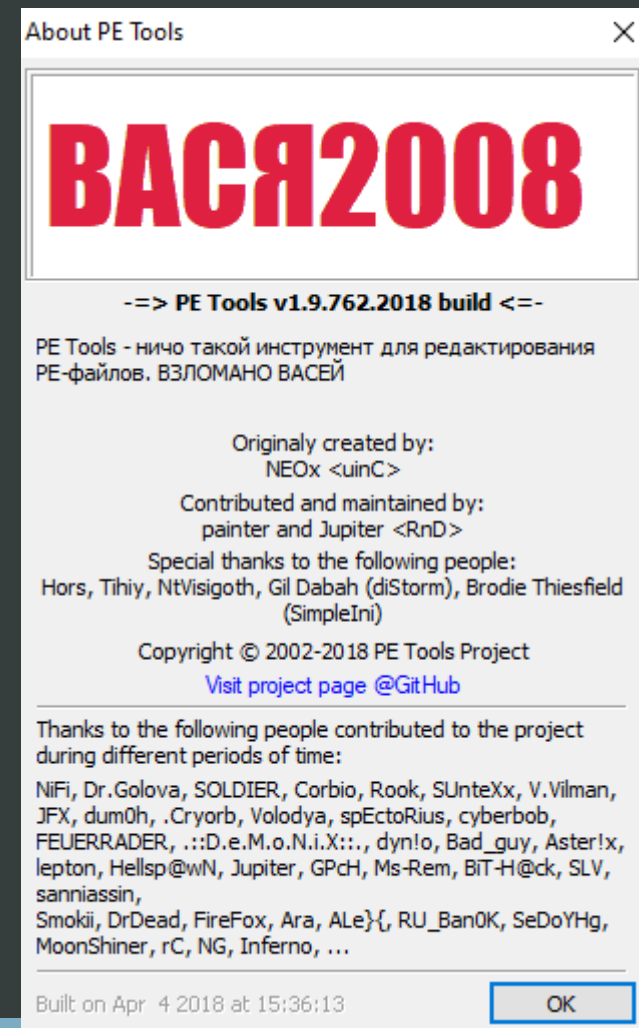 About PE Tools
ВАСЯ2008
-=> PE Tools v1.9.762.2018 build <=-
PE Tools - ничо такой инструмент для редактирования
PE-файлов. ВЗЛОМАНО ВАСЕЙ
Originaly created by:
NEOx <uinC>
Contributed and maintained by:
painter and Jupiter <RnD>
Special thanks to the following people:
Hors, Tihiy, NtVisigoth, Gil Dabah (diStorm), Brodie Thiesfield
(SimpleIni)
Copyright © 2002-2018 PE Tools Project
Visit project page @GitHub
Thanks to the following people contributed to the project
during different periods of time:
NiFi, Dr.Golova, SOLDIER, Corbio, Rook, SUnteXx, V.Vilman,
JFX, dum0h, .Cryorb, Volodya, spEctoRius, cyberbob,
FEUERRADER, .::D.e.M.o.N.i.X::., dyn!o, Bad_guy, Aster!x,
lepton, Hellsp@wN, Jupiter, GPcH, Ms-Rem, BiT-H@ck, SLV,
sanniassin,
Smokii, DrDead, FireFox, Ara, ALe}{, RU_Ban0K, SeDoYHg,
MoonShiner, rC, NG, Inferno, ...
Built on Apr  4 2018 at 15:36:13
OK